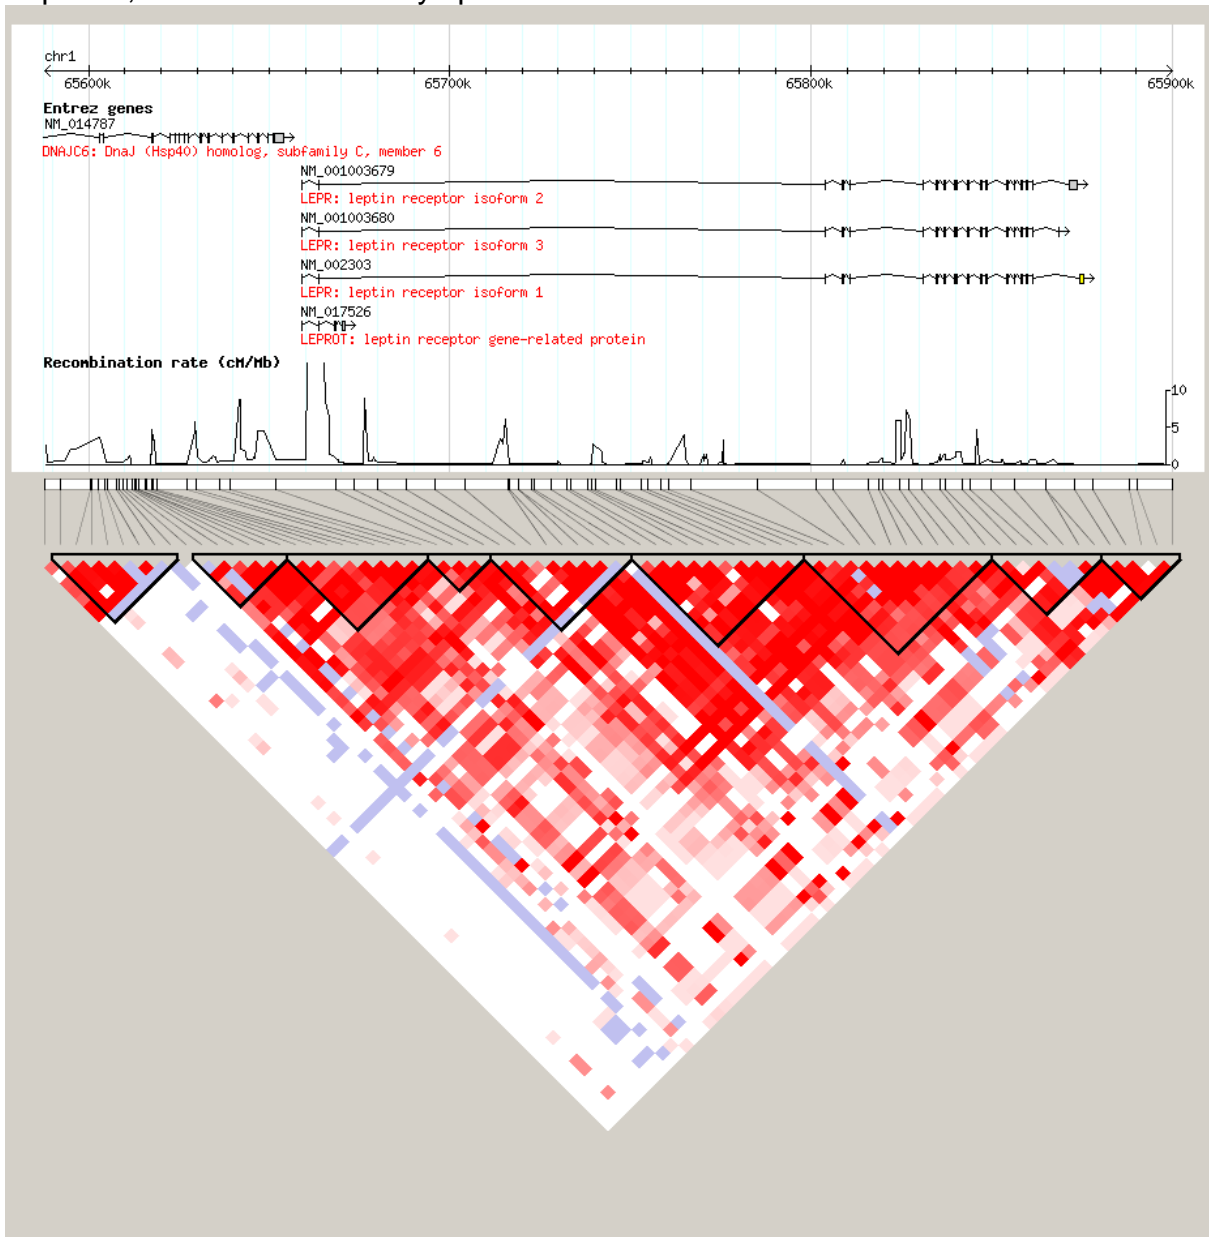 chr1
65600k 65700k 65800k 65900k
Entrez genes
NM_014787
DNAJC6: DnaJ (Hsp40) homolog, subfamily C, member 6
NM_001003679
LEPR: leptin receptor isoform 2
NM_001003680
LEPR: leptin receptor isoform 3
NM_002303
LEPR: leptin receptor isoform 1
NM_017526
LEPROT: leptin receptor gene-related protein
Recombination rate (cM/Mb)
10
5
0